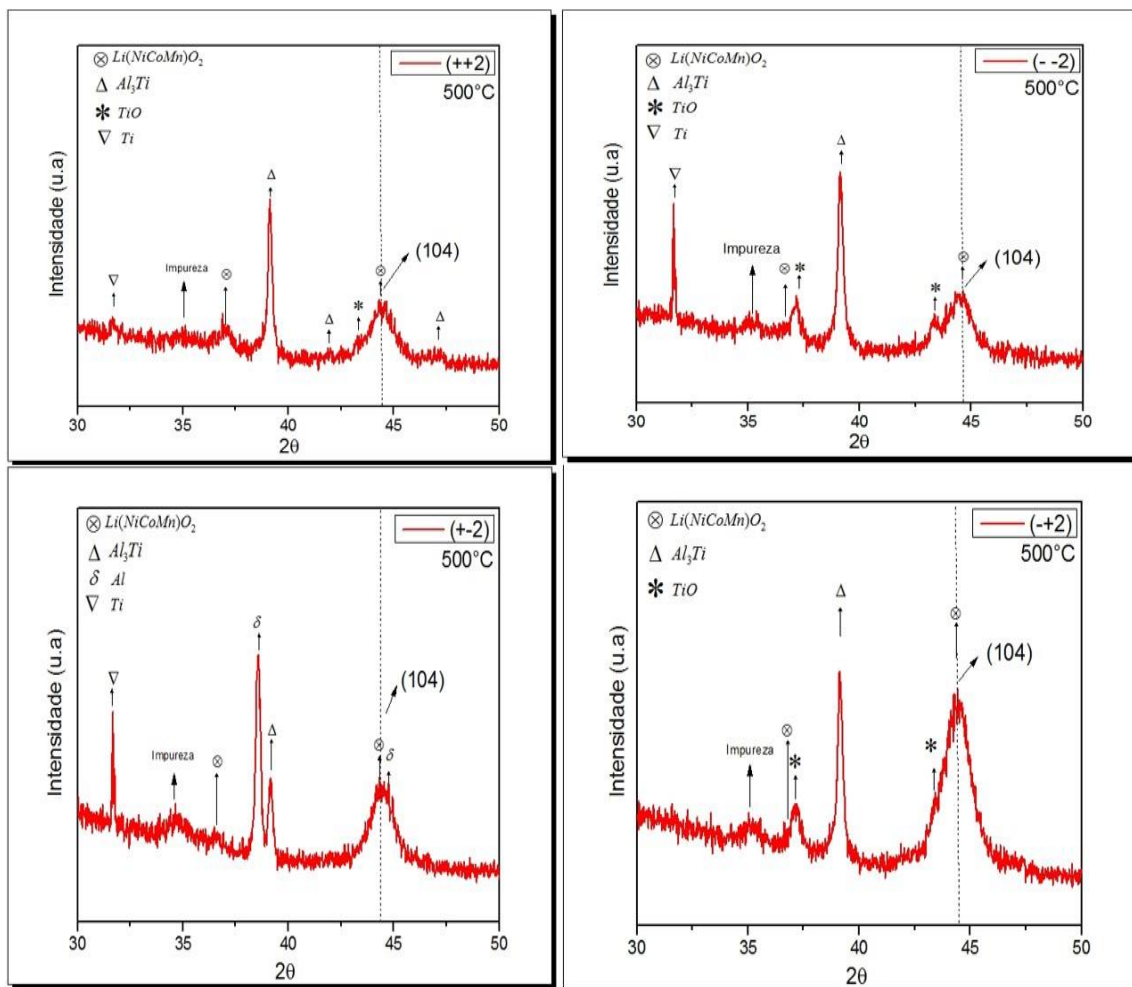 ⊗ Li(NiCoMn)O₂
Δ Al₃Ti
* TiO
∇ Ti
(++2)
500°C
Intensidade (u.a)
∇
Impureza
⊗
Δ
Δ
*
⊗
(104)
Δ
30 35 40 45 50
2θ
⊗ Li(NiCoMn)O₂
Δ Al₃Ti
* TiO
∇ Ti
(- -2)
500°C
Intensidade (u.a)
∇
Impureza
⊗
*
Δ
*
⊗
(104)
30 35 40 45 50
2θ
⊗ Li(NiCoMn)O₂
Δ Al₃Ti
δ Al
∇ Ti
(+-2)
500°C
Intensidade (u.a)
∇
Impureza
⊗
δ
Δ
⊗
δ
(104)
30 35 40 45 50
2θ
⊗ Li(NiCoMn)O₂
Δ Al₃Ti
* TiO
(-+2)
500°C
Intensidade (u.a)
Impureza
⊗
*
Δ
*
⊗
(104)
30 35 40 45 50
2θ